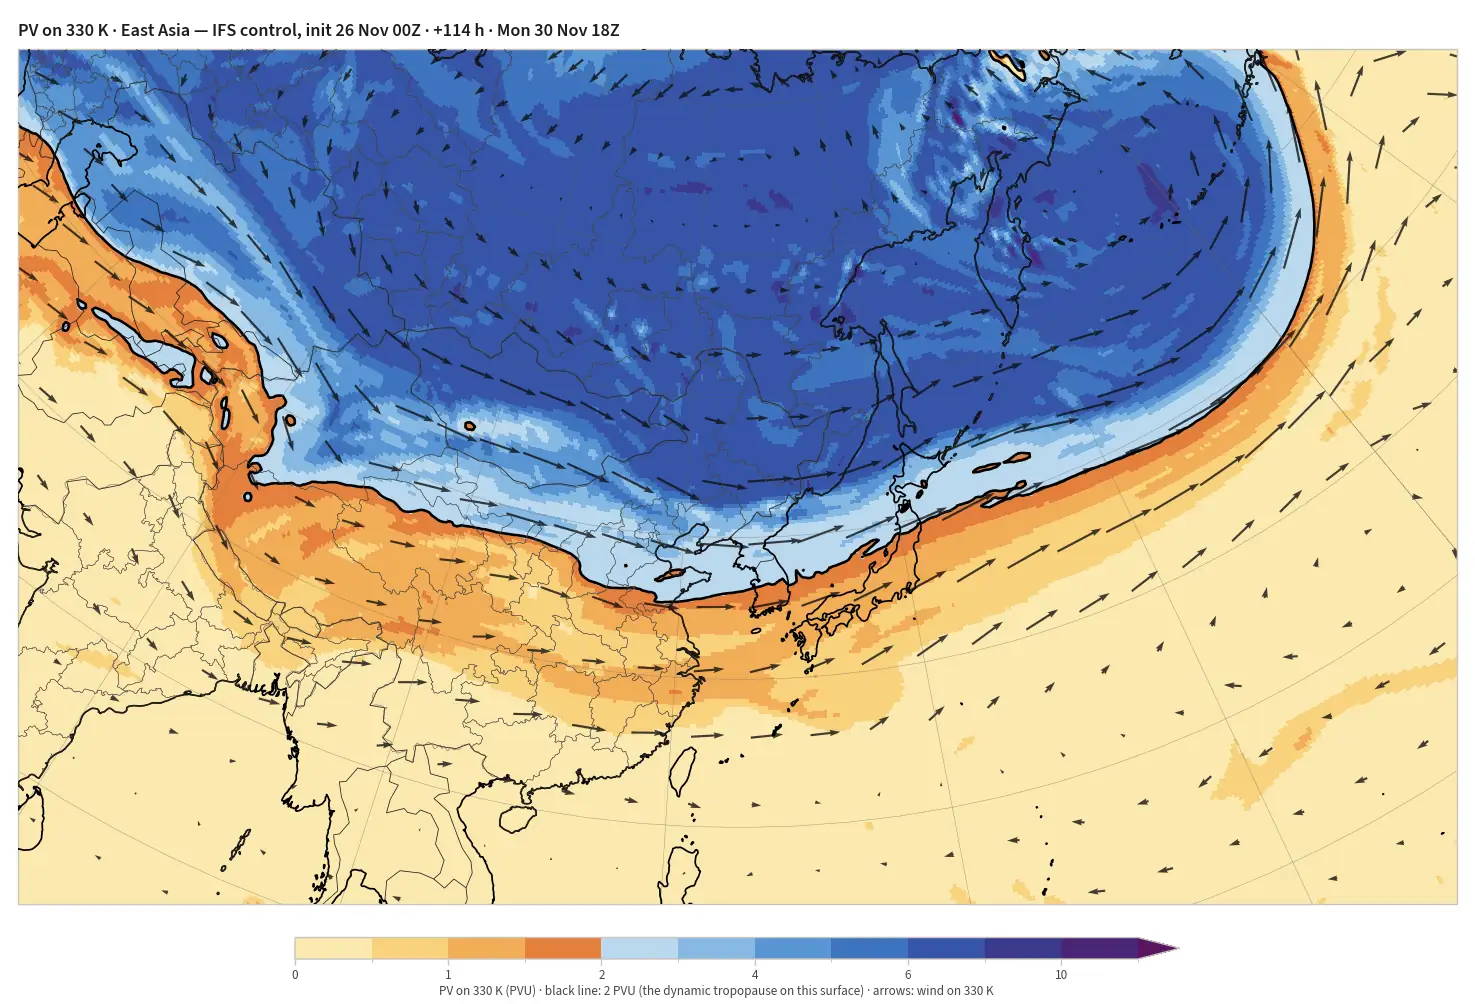 PV on 330 K · East Asia — IFS control, init 26 Nov 00Z · +114 h · Mon 30 Nov 18Z
0 1 2 4 6 10
PV on 330 K (PVU) · black line: 2 PVU (the dynamic tropopause on this surface) · arrows: wind on 330 K